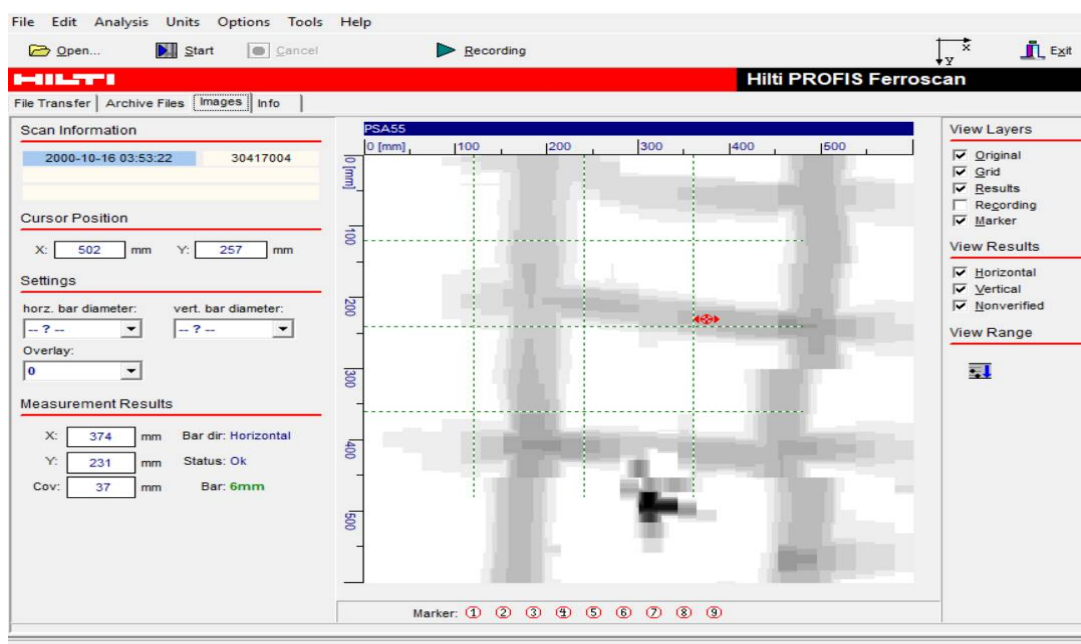 File Edit Analysis Units Options Tools Help
Open... Start Cancel Recording x y Exit
HILTI Hilti PROFIS Ferroscan
File Transfer Archive Files Images Info
Scan Information
2000-10-16 03:53:22 30417004
Cursor Position
X: 502 mm Y: 257 mm
Settings
horz. bar diameter: vert. bar diameter:
-- ? -- -- ? --
Overlay:
0
Measurement Results
X: 374 mm Bar dir: Horizontal
Y: 231 mm Status: Ok
Cov: 37 mm Bar: 6mm
PSA55
0 [mm] 100 200 300 400 500
0 [mm]
100
200
300
400
500
Marker: 1 2 3 4 5 6 7 8 9
View Layers
Original
Grid
Results
Recording
Marker
View Results
Horizontal
Vertical
Nonverified
View Range